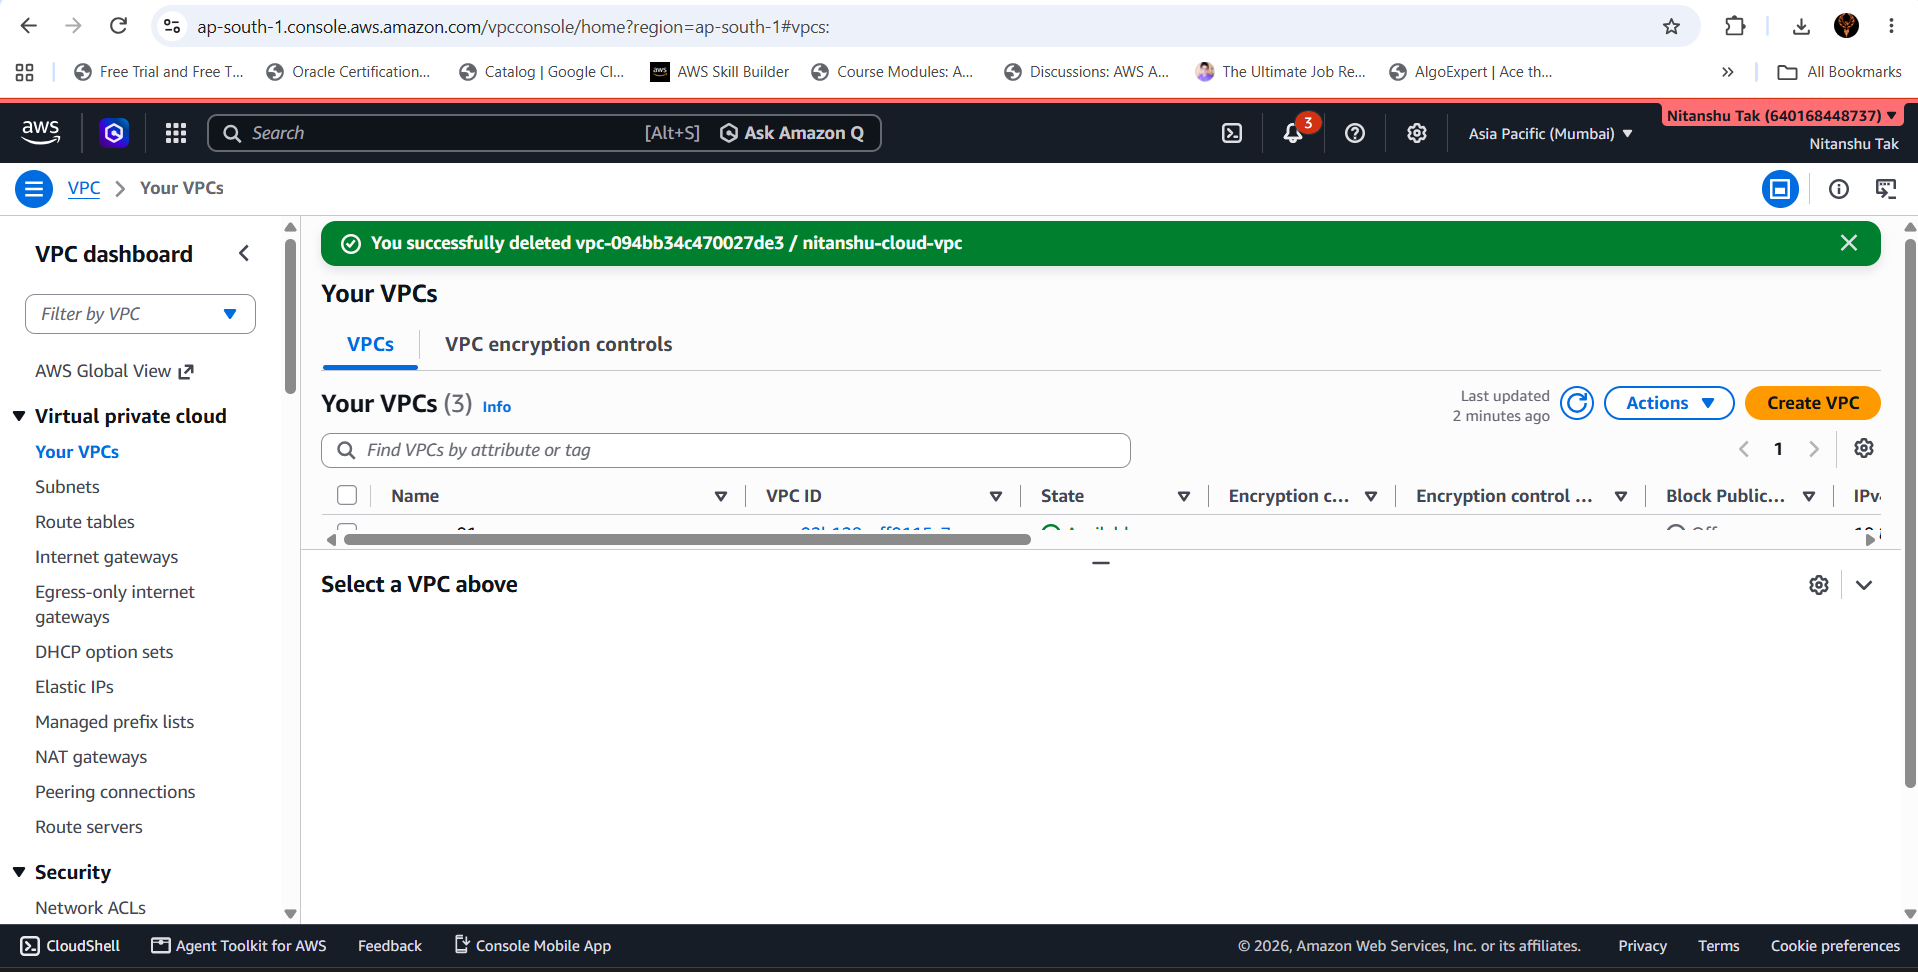 ap-south-1.console.aws.amazon.com/vpcconsole/home?region=ap-south-1#vpcs:
Free Trial and Free T...
Oracle Certification...
Catalog | Google Cl...
aws
AWS Skill Builder
Course Modules: A...
Discussions: AWS A...
The Ultimate Job Re...
AlgoExpert | Ace th...
»
All Bookmarks
aws
Search
[Alt+S]
Ask Amazon Q
3
Asia Pacific (Mumbai)
Nitanshu Tak (640168448737)
Nitanshu Tak
VPC
Your VPCs
VPC dashboard
Filter by VPC
AWS Global View
Virtual private cloud
Your VPCs
Subnets
Route tables
Internet gateways
Egress-only internet
gateways
DHCP option sets
Elastic IPs
Managed prefix lists
NAT gateways
Peering connections
Route servers
Security
Network ACLs
You successfully deleted vpc-094bb34c470027de3 / nitanshu-cloud-vpc
Your VPCs
VPCs
VPC encryption controls
Your VPCs (3) Info
Last updated
2 minutes ago
Actions
Create VPC
Find VPCs by attribute or tag
1
Name
VPC ID
State
Encryption c...
Encryption control ...
Block Public...
Select a VPC above
CloudShell
Agent Toolkit for AWS
Feedback
Console Mobile App
© 2026, Amazon Web Services, Inc. or its affiliates.
Privacy
Terms
Cookie preferences